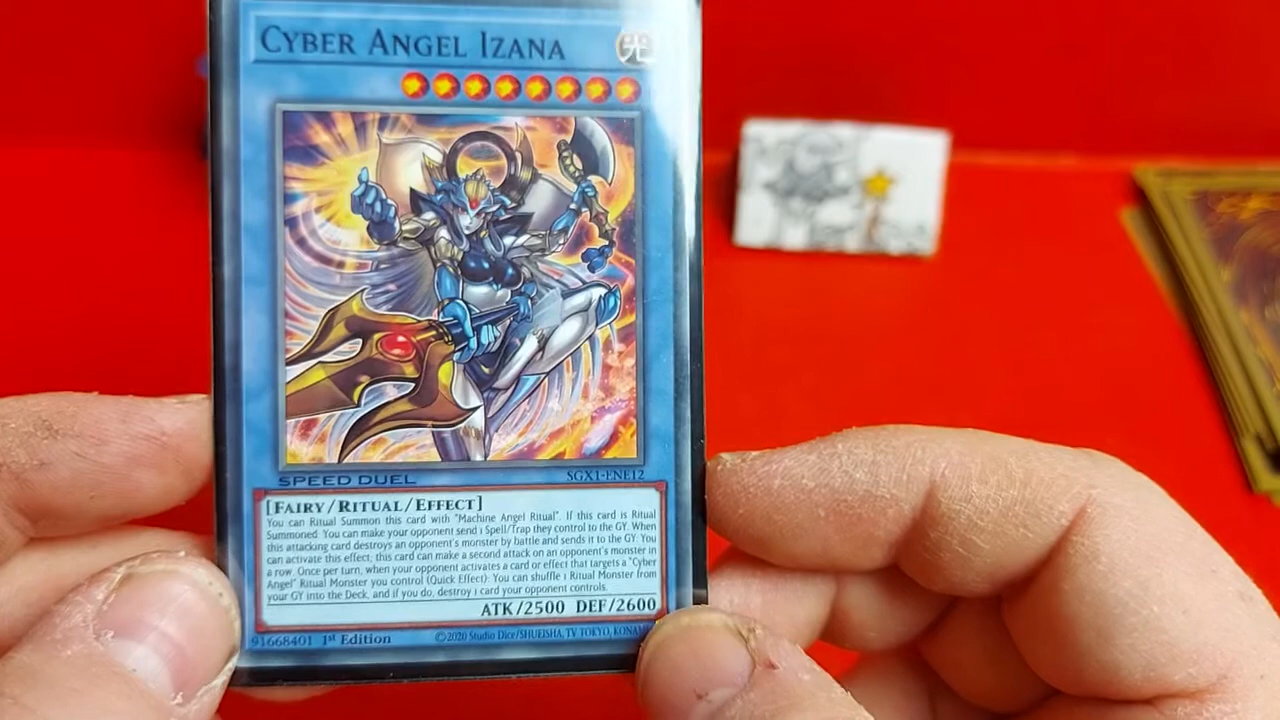 CYBER ANGEL IZANA
光
SPEED DUEL
SGX1-ENE12
[FAIRY/RITUAL/EFFECT]
You can Ritual Summon this card with "Machine Angel Ritual". If this card is Ritual
Summoned: You can make your opponent send 1 Spell/Trap they control to the GY. When
this attacking card destroys an opponent's monster by battle and sends it to the GY: You
can activate this effect; this card can make a second attack on an opponent's monster in
a row. Once per turn, when your opponent activates a card or effect that targets a "Cyber
Angel" Ritual Monster you control (Quick Effect): You can shuffle 1 Ritual Monster from
your GY into the Deck, and if you do, destroy 1 card your opponent controls.
ATK/2500 DEF/2600
91668401 1st Edition
©2020 Studio Dice/SHUEISHA, TV TOKYO, KONAMI